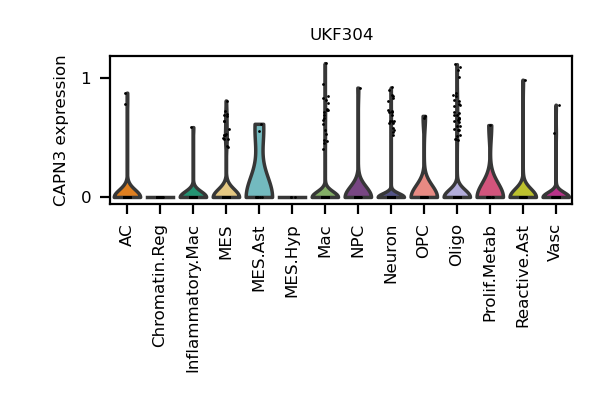 UKF304
CAPN3 expression
1
0
AC
Chromatin.Reg
Inflammatory.Mac
MES
MES.Ast
MES.Hyp
Mac
NPC
Neuron
OPC
Oligo
Prolif.Metab
Reactive.Ast
Vasc